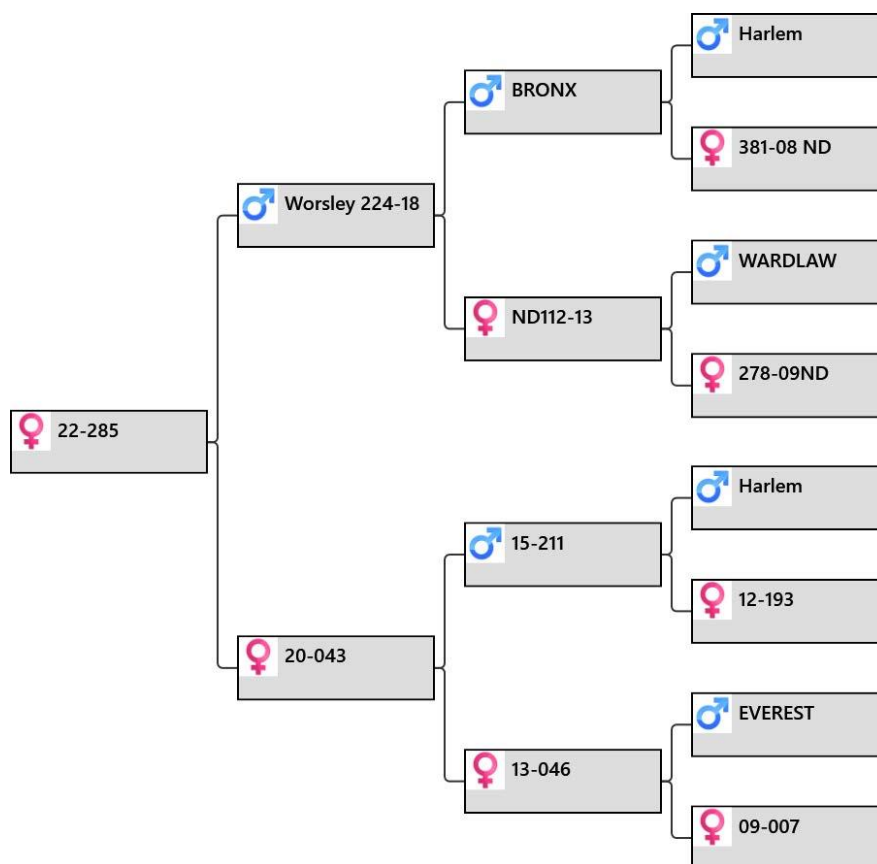 Harlem
BRONX
381-08 ND
Worsley 224-18
WARDLAW
ND112-13
278-09ND
22-285
Harlem
15-211
12-193
20-043
EVEREST
13-046
09-007